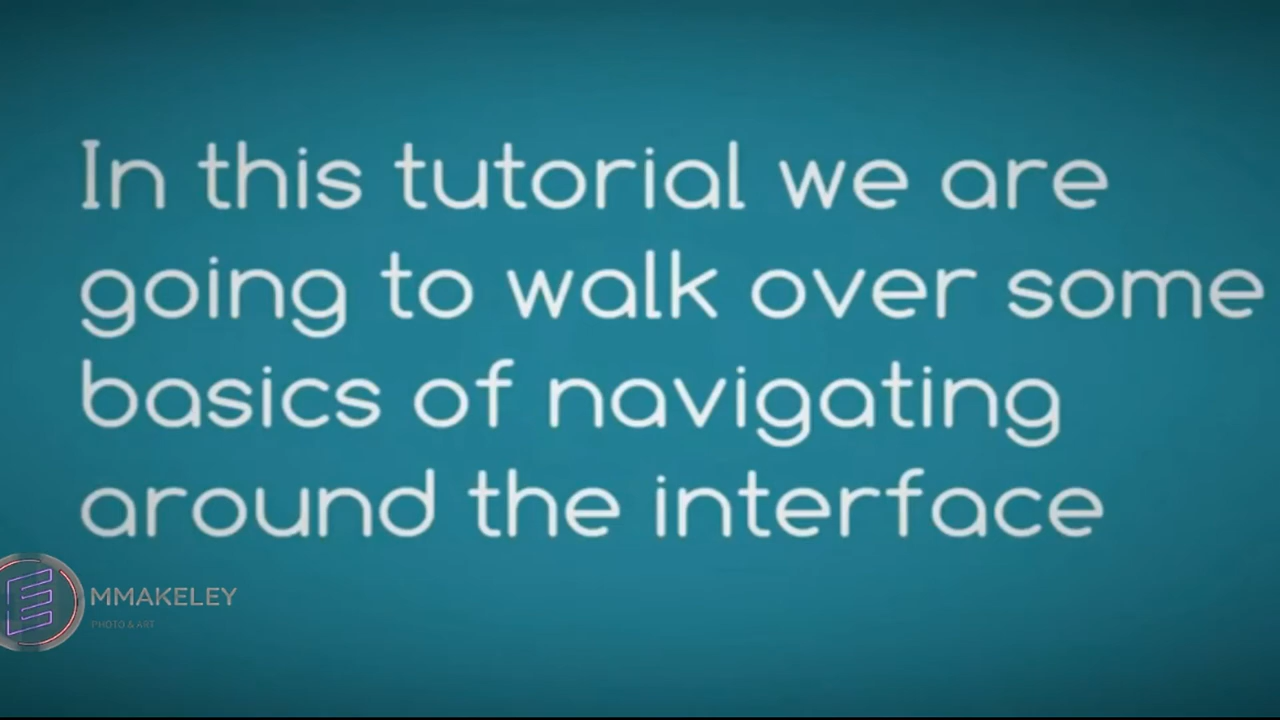 In this tutorial we are
going to walk over some
basics of navigating
around the interface
MMAKELEY
PHOTO & ART